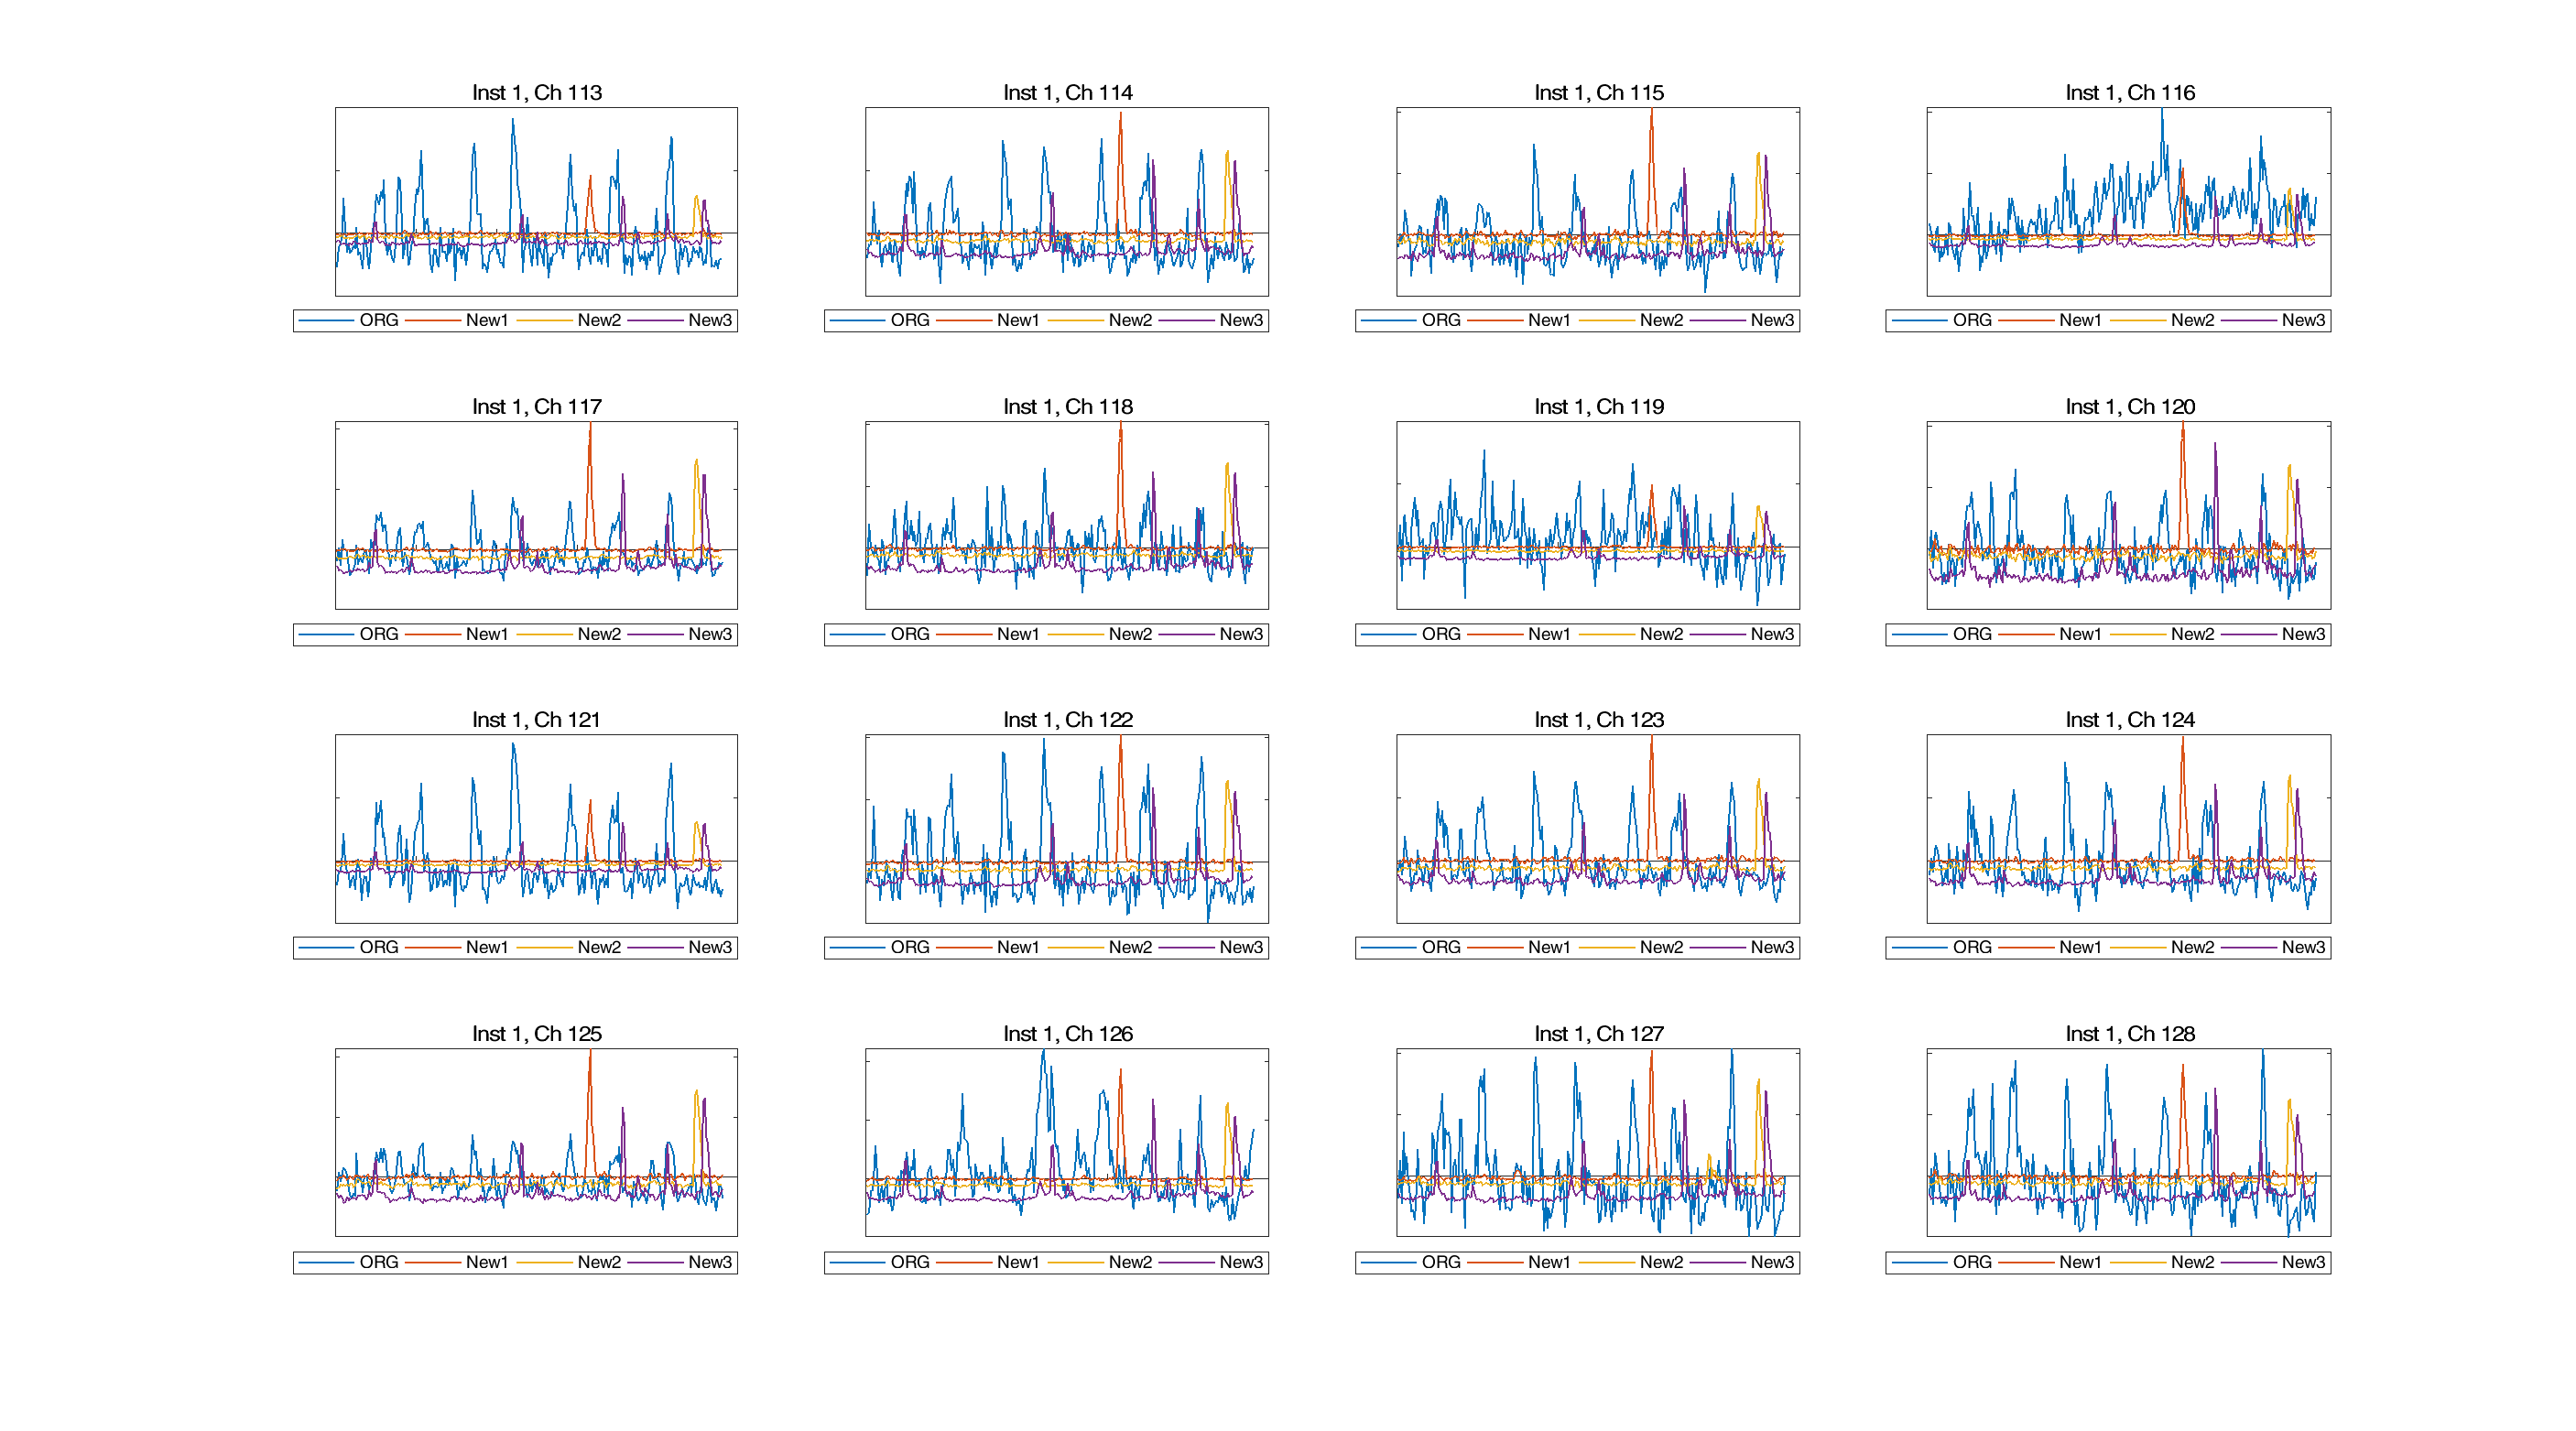 Inst 1, Ch 113
ORG New1 New2 New3
Inst 1, Ch 114
ORG New1 New2 New3
Inst 1, Ch 115
ORG New1 New2 New3
Inst 1, Ch 116
ORG New1 New2 New3
Inst 1, Ch 117
ORG New1 New2 New3
Inst 1, Ch 118
ORG New1 New2 New3
Inst 1, Ch 119
ORG New1 New2 New3
Inst 1, Ch 120
ORG New1 New2 New3
Inst 1, Ch 121
ORG New1 New2 New3
Inst 1, Ch 122
ORG New1 New2 New3
Inst 1, Ch 123
ORG New1 New2 New3
Inst 1, Ch 124
ORG New1 New2 New3
Inst 1, Ch 125
ORG New1 New2 New3
Inst 1, Ch 126
ORG New1 New2 New3
Inst 1, Ch 127
ORG New1 New2 New3
Inst 1, Ch 128
ORG New1 New2 New3